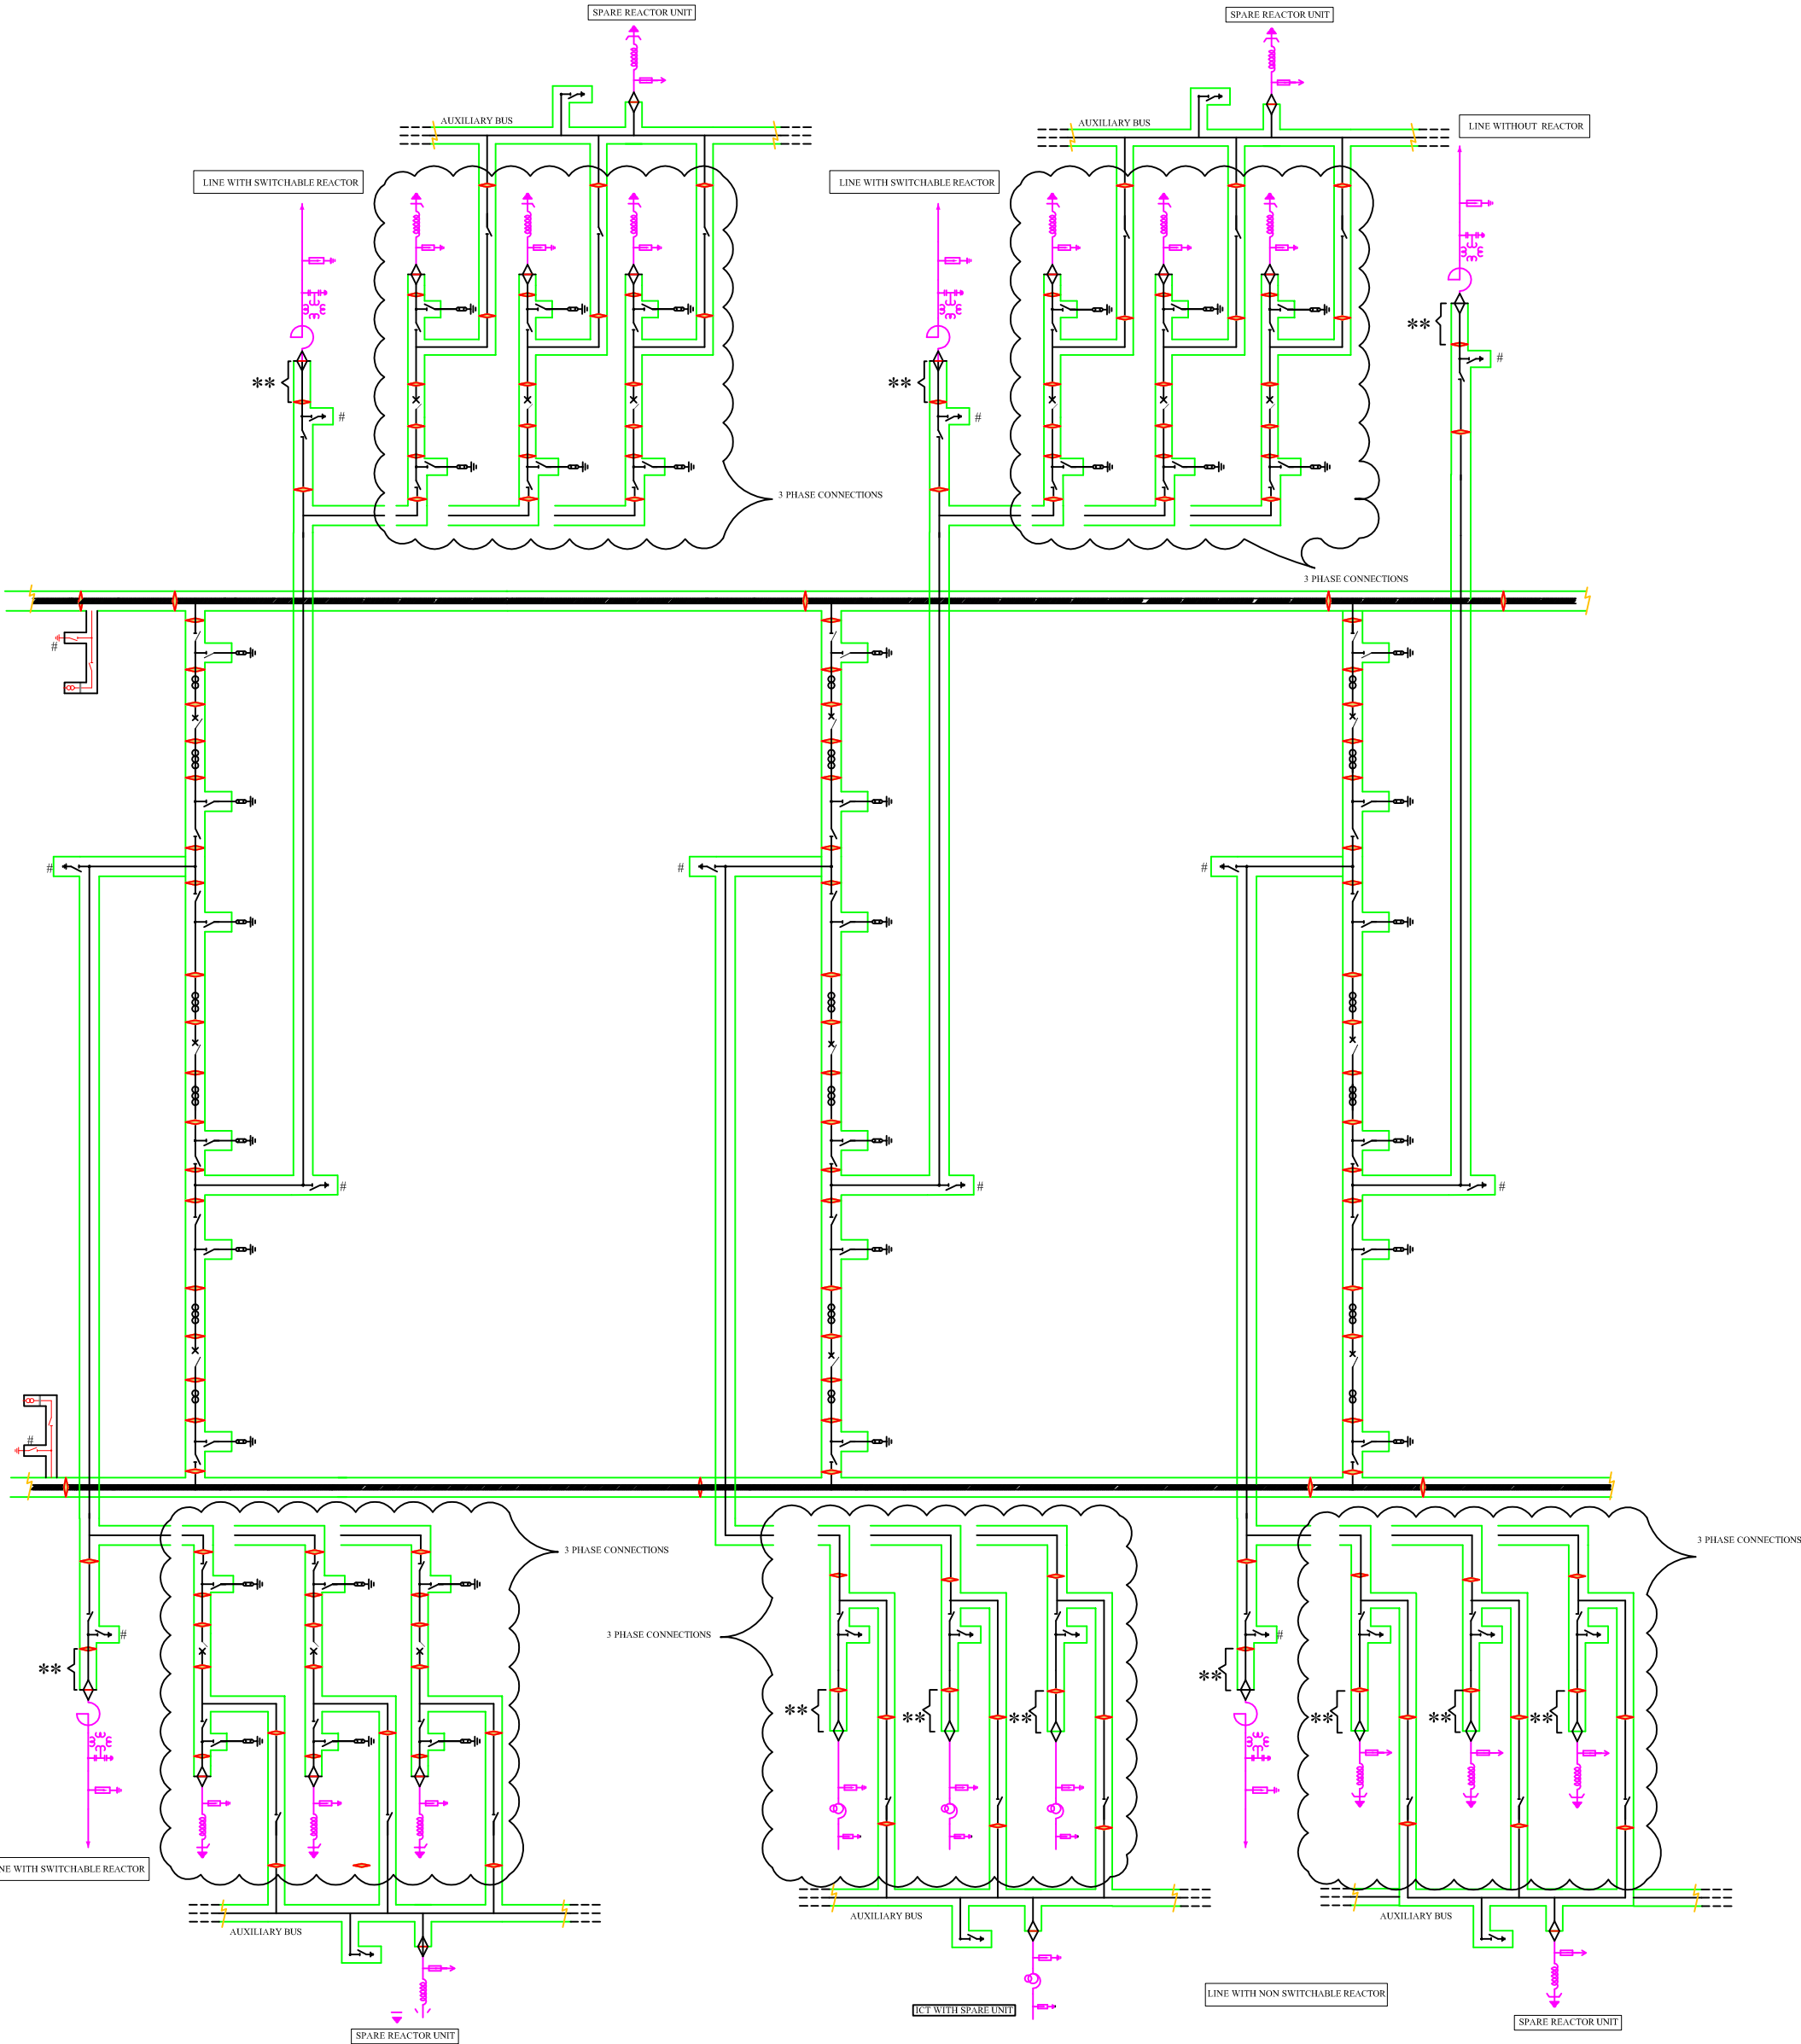 SPARE REACTOR UNIT
SPARE REACTOR UNIT
AUXILIARY BUS
AUXILIARY BUS
LINE WITHOUT REACTOR
LINE WITH SWITCHABLE REACTOR
LINE WITH SWITCHABLE REACTOR
**
#
**
#
**
#
3 PHASE CONNECTIONS
3 PHASE CONNECTIONS
#
#
#
#
#
#
#
#
3 PHASE CONNECTIONS
3 PHASE CONNECTIONS
3 PHASE CONNECTIONS
#
#
**
**
**
**
**
**
**
**
NE WITH SWITCHABLE REACTOR
AUXILIARY BUS
AUXILIARY BUS
AUXILIARY BUS
LINE WITH NON SWITCHABLE REACTOR
ICT WITH SPARE UNIT
SPARE REACTOR UNIT
SPARE REACTOR UNIT